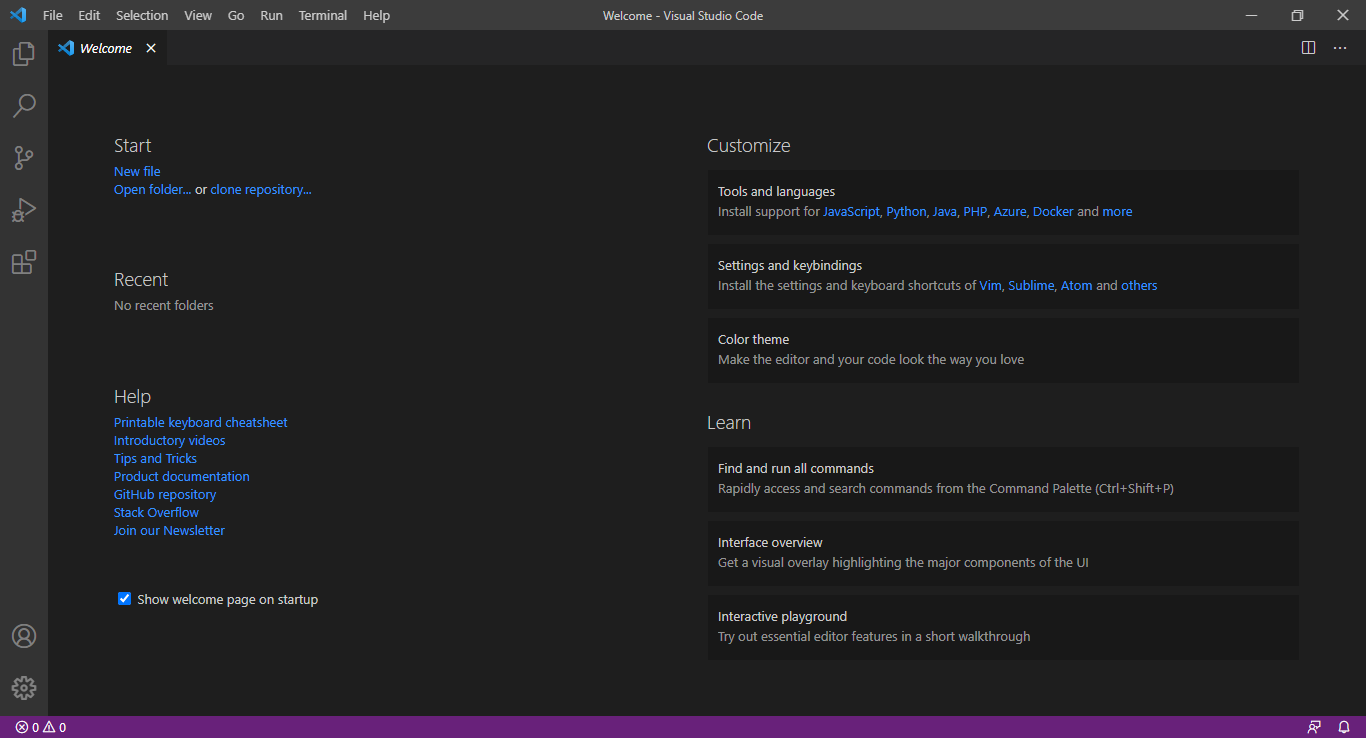 File Edit Selection View Go Run Terminal Help
Welcome - Visual Studio Code
Welcome
Start
New file
Open folder... or clone repository...
Recent
No recent folders
Help
Printable keyboard cheatsheet
Introductory videos
Tips and Tricks
Product documentation
GitHub repository
Stack Overflow
Join our Newsletter
Show welcome page on startup
Customize
Tools and languages
Install support for JavaScript, Python, Java, PHP, Azure, Docker and more
Settings and keybindings
Install the settings and keyboard shortcuts of Vim, Sublime, Atom and others
Color theme
Make the editor and your code look the way you love
Learn
Find and run all commands
Rapidly access and search commands from the Command Palette (Ctrl+Shift+P)
Interface overview
Get a visual overlay highlighting the major components of the UI
Interactive playground
Try out essential editor features in a short walkthrough
0 0